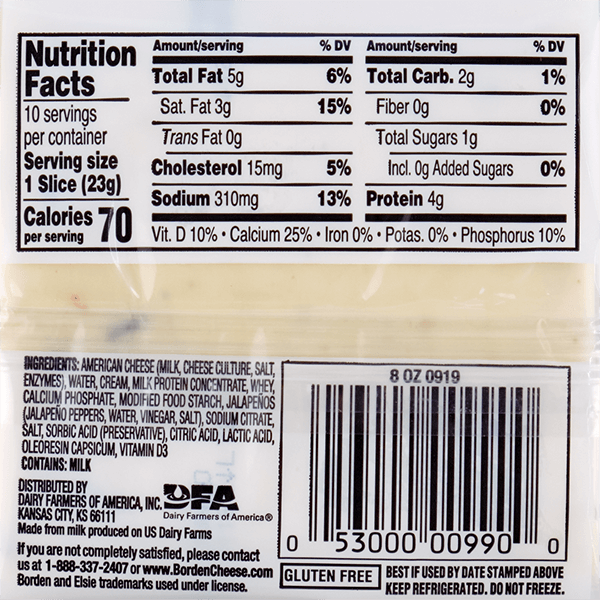 Nutrition
Facts
10 servings
per container
Serving size
1 Slice (23g)
Calories
per serving 70
Amount/serving % DV
Total Fat 5g 6%
Sat. Fat 3g 15%
Trans Fat 0g
Cholesterol 15mg 5%
Sodium 310mg 13%
Amount/serving % DV
Total Carb. 2g 1%
Fiber 0g 0%
Total Sugars 1g
Incl. 0g Added Sugars 0%
Protein 4g
Vit. D 10% • Calcium 25% • Iron 0% • Potas. 0% • Phosphorus 10%
INGREDIENTS: AMERICAN CHEESE (MILK, CHEESE CULTURE, SALT,
ENZYMES), WATER, CREAM, MILK PROTEIN CONCENTRATE, WHEY,
CALCIUM PHOSPHATE, MODIFIED FOOD STARCH, JALAPEÑOS
(JALAPEÑO PEPPERS, WATER, VINEGAR, SALT), SODIUM CITRATE,
SALT, SORBIC ACID (PRESERVATIVE), CITRIC ACID, LACTIC ACID,
OLEORESIN CAPSICUM, VITAMIN D3
CONTAINS: MILK
DISTRIBUTED BY
DAIRY FARMERS OF AMERICA, INC.
KANSAS CITY, KS 66111
DFA
Dairy Farmers of America®
Made from milk produced on US Dairy Farms
If you are not completely satisfied, please contact
us at 1-888-337-2407 or www.BordenCheese.com
Borden and Elsie trademarks used under license.
8 OZ 0919
0 53000 00990 0
GLUTEN FREE
BEST IF USED BY DATE STAMPED ABOVE
KEEP REFRIGERATED. DO NOT FREEZE.